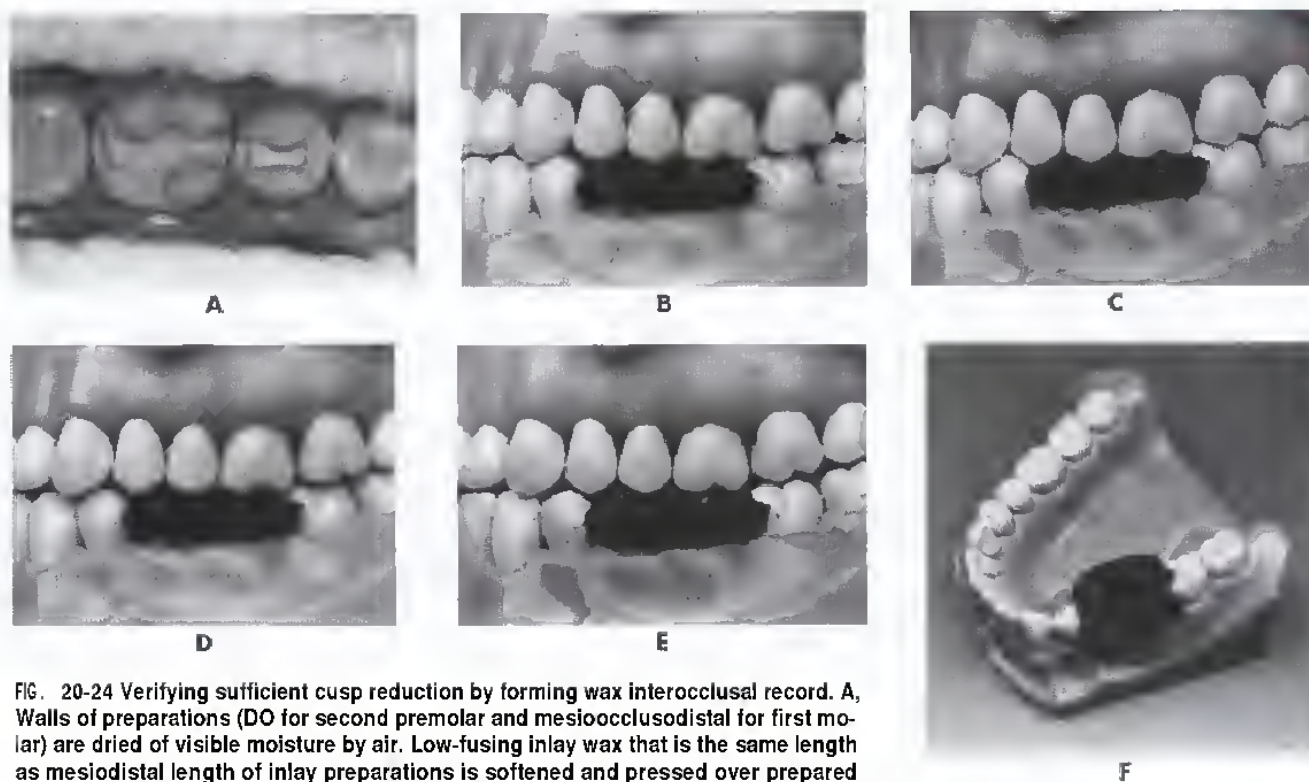 A
B
C
D
E
F
FIG. 20-24 Verifying sufficient cusp reduction by forming wax interocclusal record. A,
Walls of preparations (DO for second premolar and mesioocclusodistal for first mo-
lar) are dried of visible moisture by air. Low-fusing inlay wax that is the same length
as mesiodistal length of inlay preparations is softened and pressed over prepared